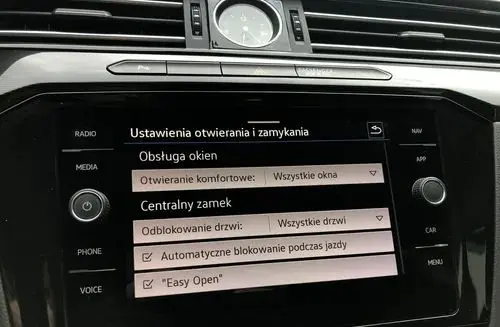 RADIO
MEDIA
PHONE
VOICE
Ustawienia otwierania i zamykania
Obsługa okien
Otwieranie komfortowe: Wszystkie okna
Centralny zamek
Odblokowanie drzwi: Wszystkie drzwi
Automatyczne blokowanie podczas jazdy
"Easy Open"
NAV
APP
CAR
MENU